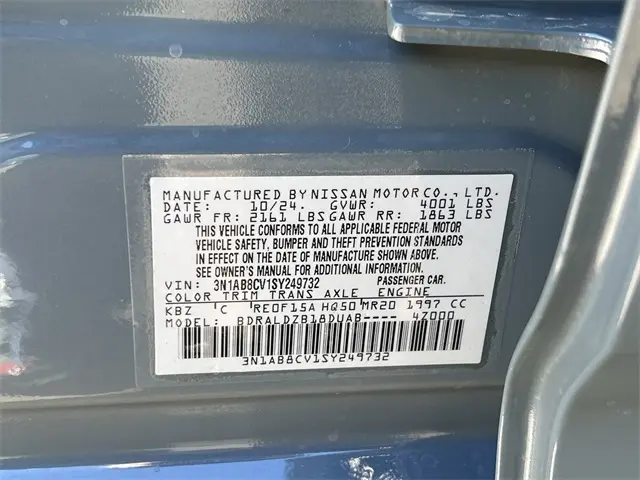 MANUFACTURED BY NISSAN MOTOR CO., LTD.
DATE: 10/24. GVWR: 4001 LBS
GAWR FR: 2161 LBS GAWR RR: 1863 LBS
THIS VEHICLE CONFORMS TO ALL APPLICABLE FEDERAL MOTOR
VEHICLE SAFETY, BUMPER AND THEFT PREVENTION STANDARDS
IN EFFECT ON THE DATE OF MANUFACTURE SHOWN ABOVE.
SEE OWNER'S MANUAL FOR ADDITIONAL INFORMATION.
VIN: 3N1AB8CV1SY249732 PASSENGER CAR.
COLOR TRIM TRANS AXLE ENGINE
KBZ C RE0F15A HQ50 MR20 1997 CC
MODEL: BDRALDZB18DUAB---- 4Z000
3N1AB8CV1SY249732